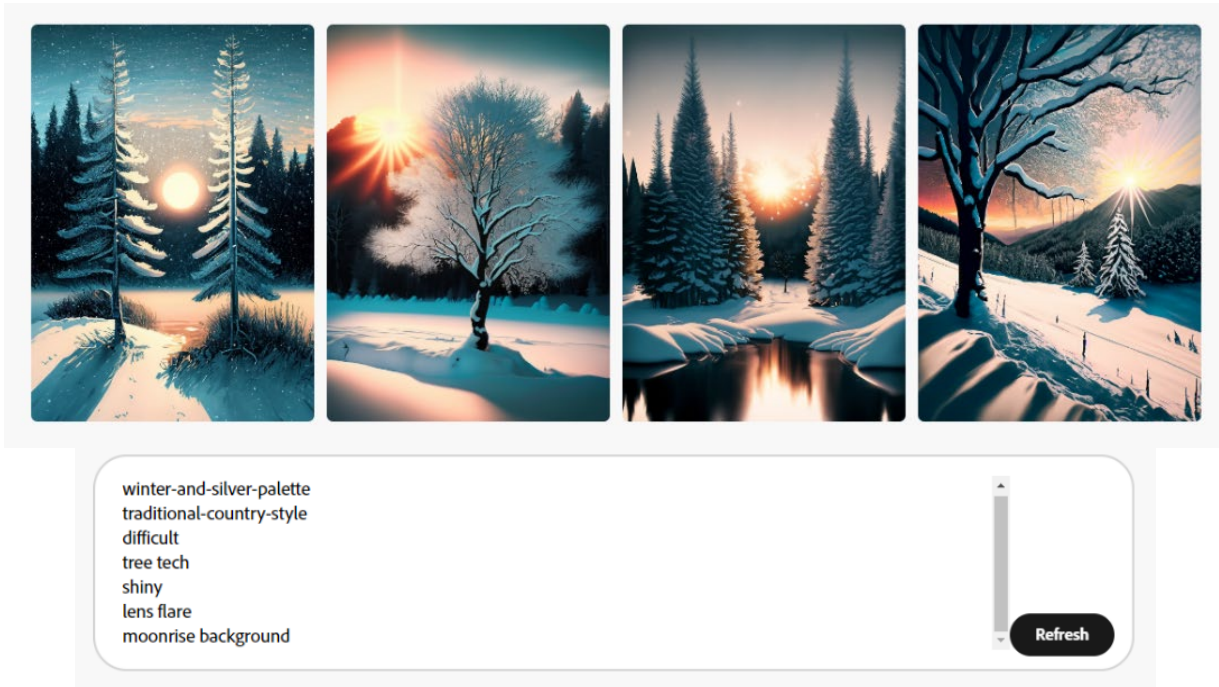 winter-and-silver-palette
traditional-country-style
difficult
tree tech
shiny
lens flare
moonrise background
Refresh